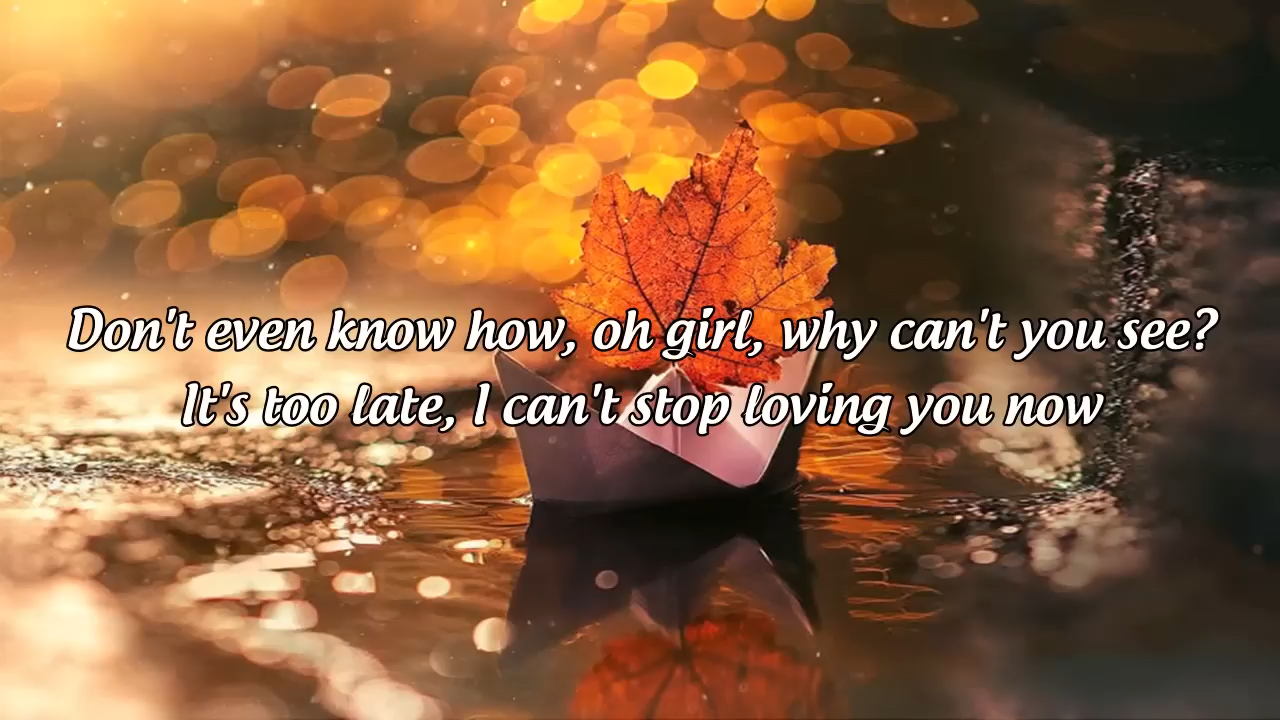 Don't even know how, oh girl, why can't you see?
It's too late, I can't stop loving you now